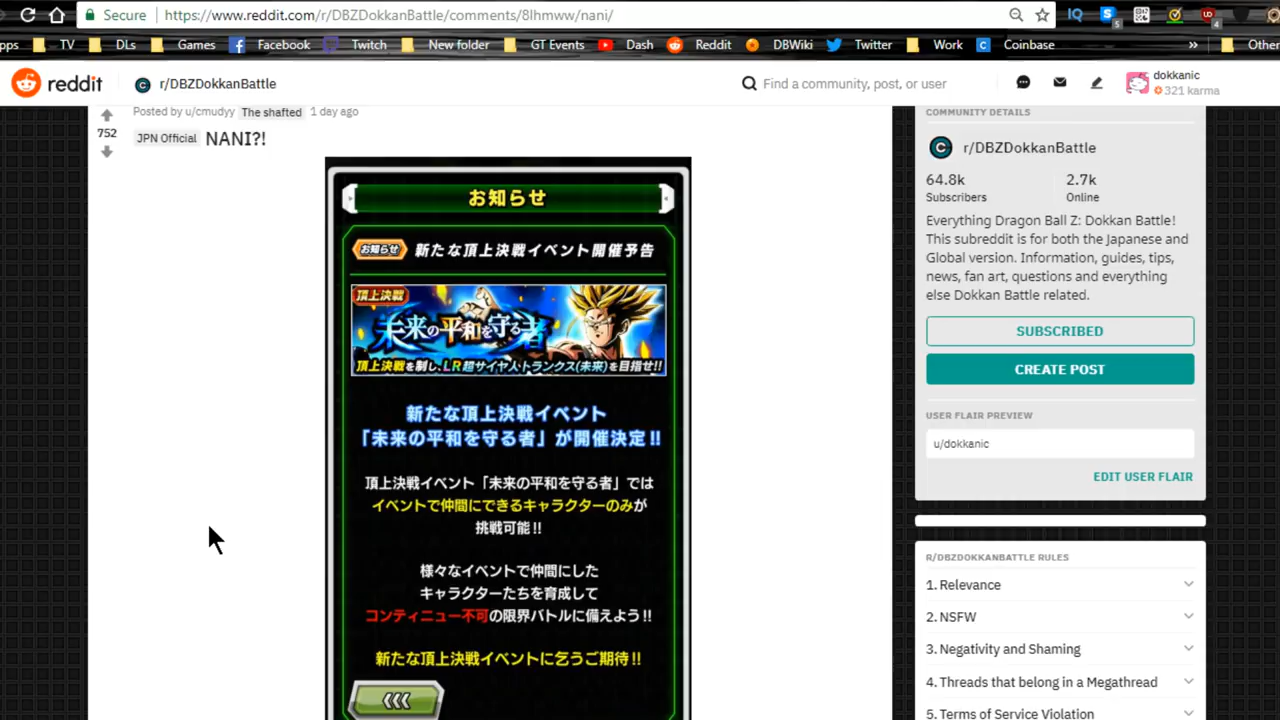 Secure https://www.reddit.com/r/DBZDokkanBattle/comments/8lhmww/nani/
IQ 5 4
pps TV DLs Games Facebook Twitch New folder GT Events Dash Reddit DBWiki Twitter Work Coinbase » Other
reddit r/DBZDokkanBattle Find a community, post, or user dokkanic
321 karma
Posted by u/cmudyy The shafted 1 day ago
752
JPN Official NANI?!
お知らせ
お知らせ 新たな頂上決戦イベント開催予告
頂上決戦
未来の平和を守る者
頂上決戦を制し、LR超サイヤ人トランクス(未来)を目指せ!!
新たな頂上決戦イベント
「未来の平和を守る者」が開催決定!!
頂上決戦イベント「未来の平和を守る者」では
イベントで仲間にできるキャラクターのみが
挑戦可能!!
様々なイベントで仲間にした
キャラクターたちを育成して
コンティニュー不可の限界バトルに備えよう!!
新たな頂上決戦イベントに乞うご期待!!
COMMUNITY DETAILS
r/DBZDokkanBattle
64.8k 2.7k
Subscribers Online
Everything Dragon Ball Z: Dokkan Battle!
This subreddit is for both the Japanese and
Global version. Information, guides, tips,
news, fan art, questions and everything
else Dokkan Battle related.
SUBSCRIBED
CREATE POST
USER FLAIR PREVIEW
u/dokkanic
EDIT USER FLAIR
R/DBZDOKKANBATTLE RULES
1. Relevance
2. NSFW
3. Negativity and Shaming
4. Threads that belong in a Megathread
5. Terms of Service Violation